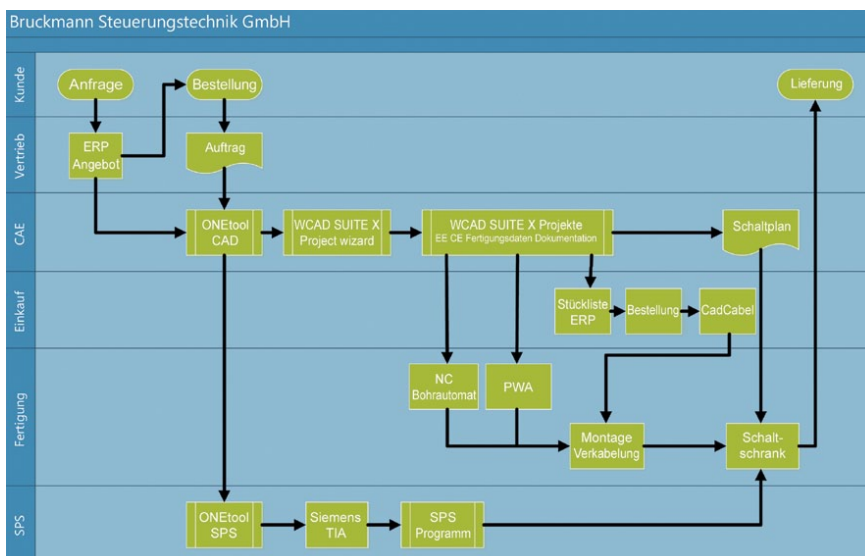 Bruckmann Steuerungstechnik GmbH
Kunde
Anfrage
Bestellung
Lieferung
Vertrieb
ERP
Angebot
Auftrag
CAE
ONEtool
CAD
WCAD SUITE X
Project wizard
WCAD SUITE X Projekte
EE CE Fertigungsdaten Dokumentation
Schaltplan
Einkauf
Stückliste
ERP
Bestellung
CadCabel
Fertigung
NC
Bohrautomat
PWA
Montage
Verkabelung
Schalt-
schrank
SPS
ONEtool
SPS
Siemens
TIA
SPS
Programm